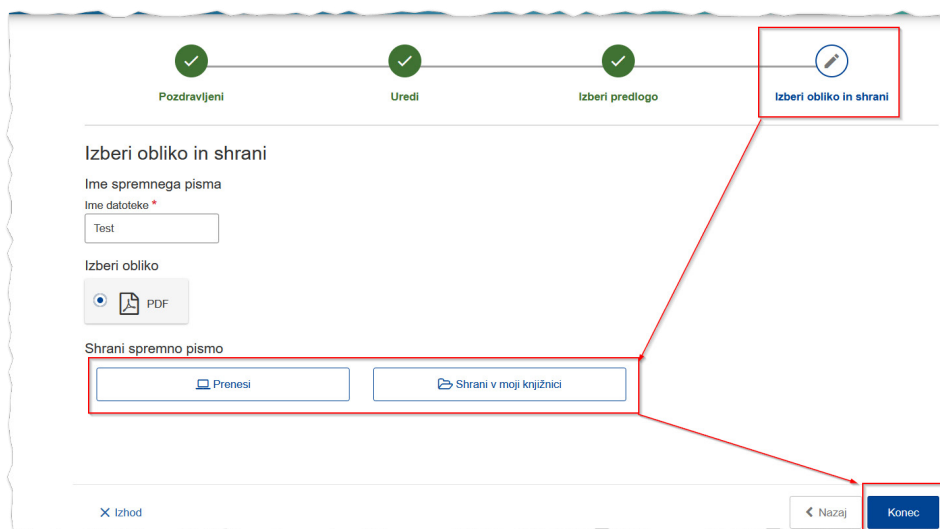 Pozdravljeni
Uredi
Izberi predlogo
Izberi obliko in shrani
Izberi obliko in shrani
Ime spremnega pisma
Ime datoteke *
Test
Izberi obliko
PDF
Shrani spremno pismo
Prenesi
Shrani v moji knjižnici
Izhod
Nazaj
Konec